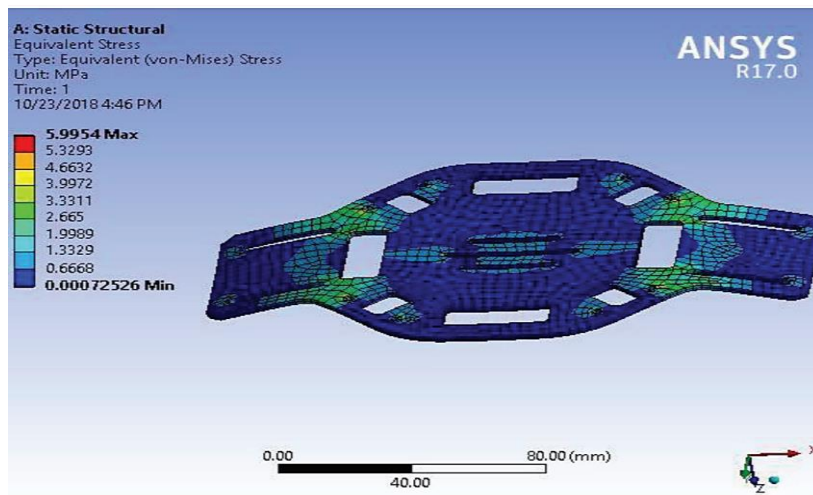 A: Static Structural
Equivalent Stress
Type: Equivalent (von-Mises) Stress
Unit: MPa
Time: 1
10/23/2018 4:46 PM
ANSYS
R17.0
5.9954 Max
5.3293
4.6632
3.9972
3.3311
2.665
1.9989
1.3329
0.6668
0.00072526 Min
0.00
80.00 (mm)
40.00
X
Z